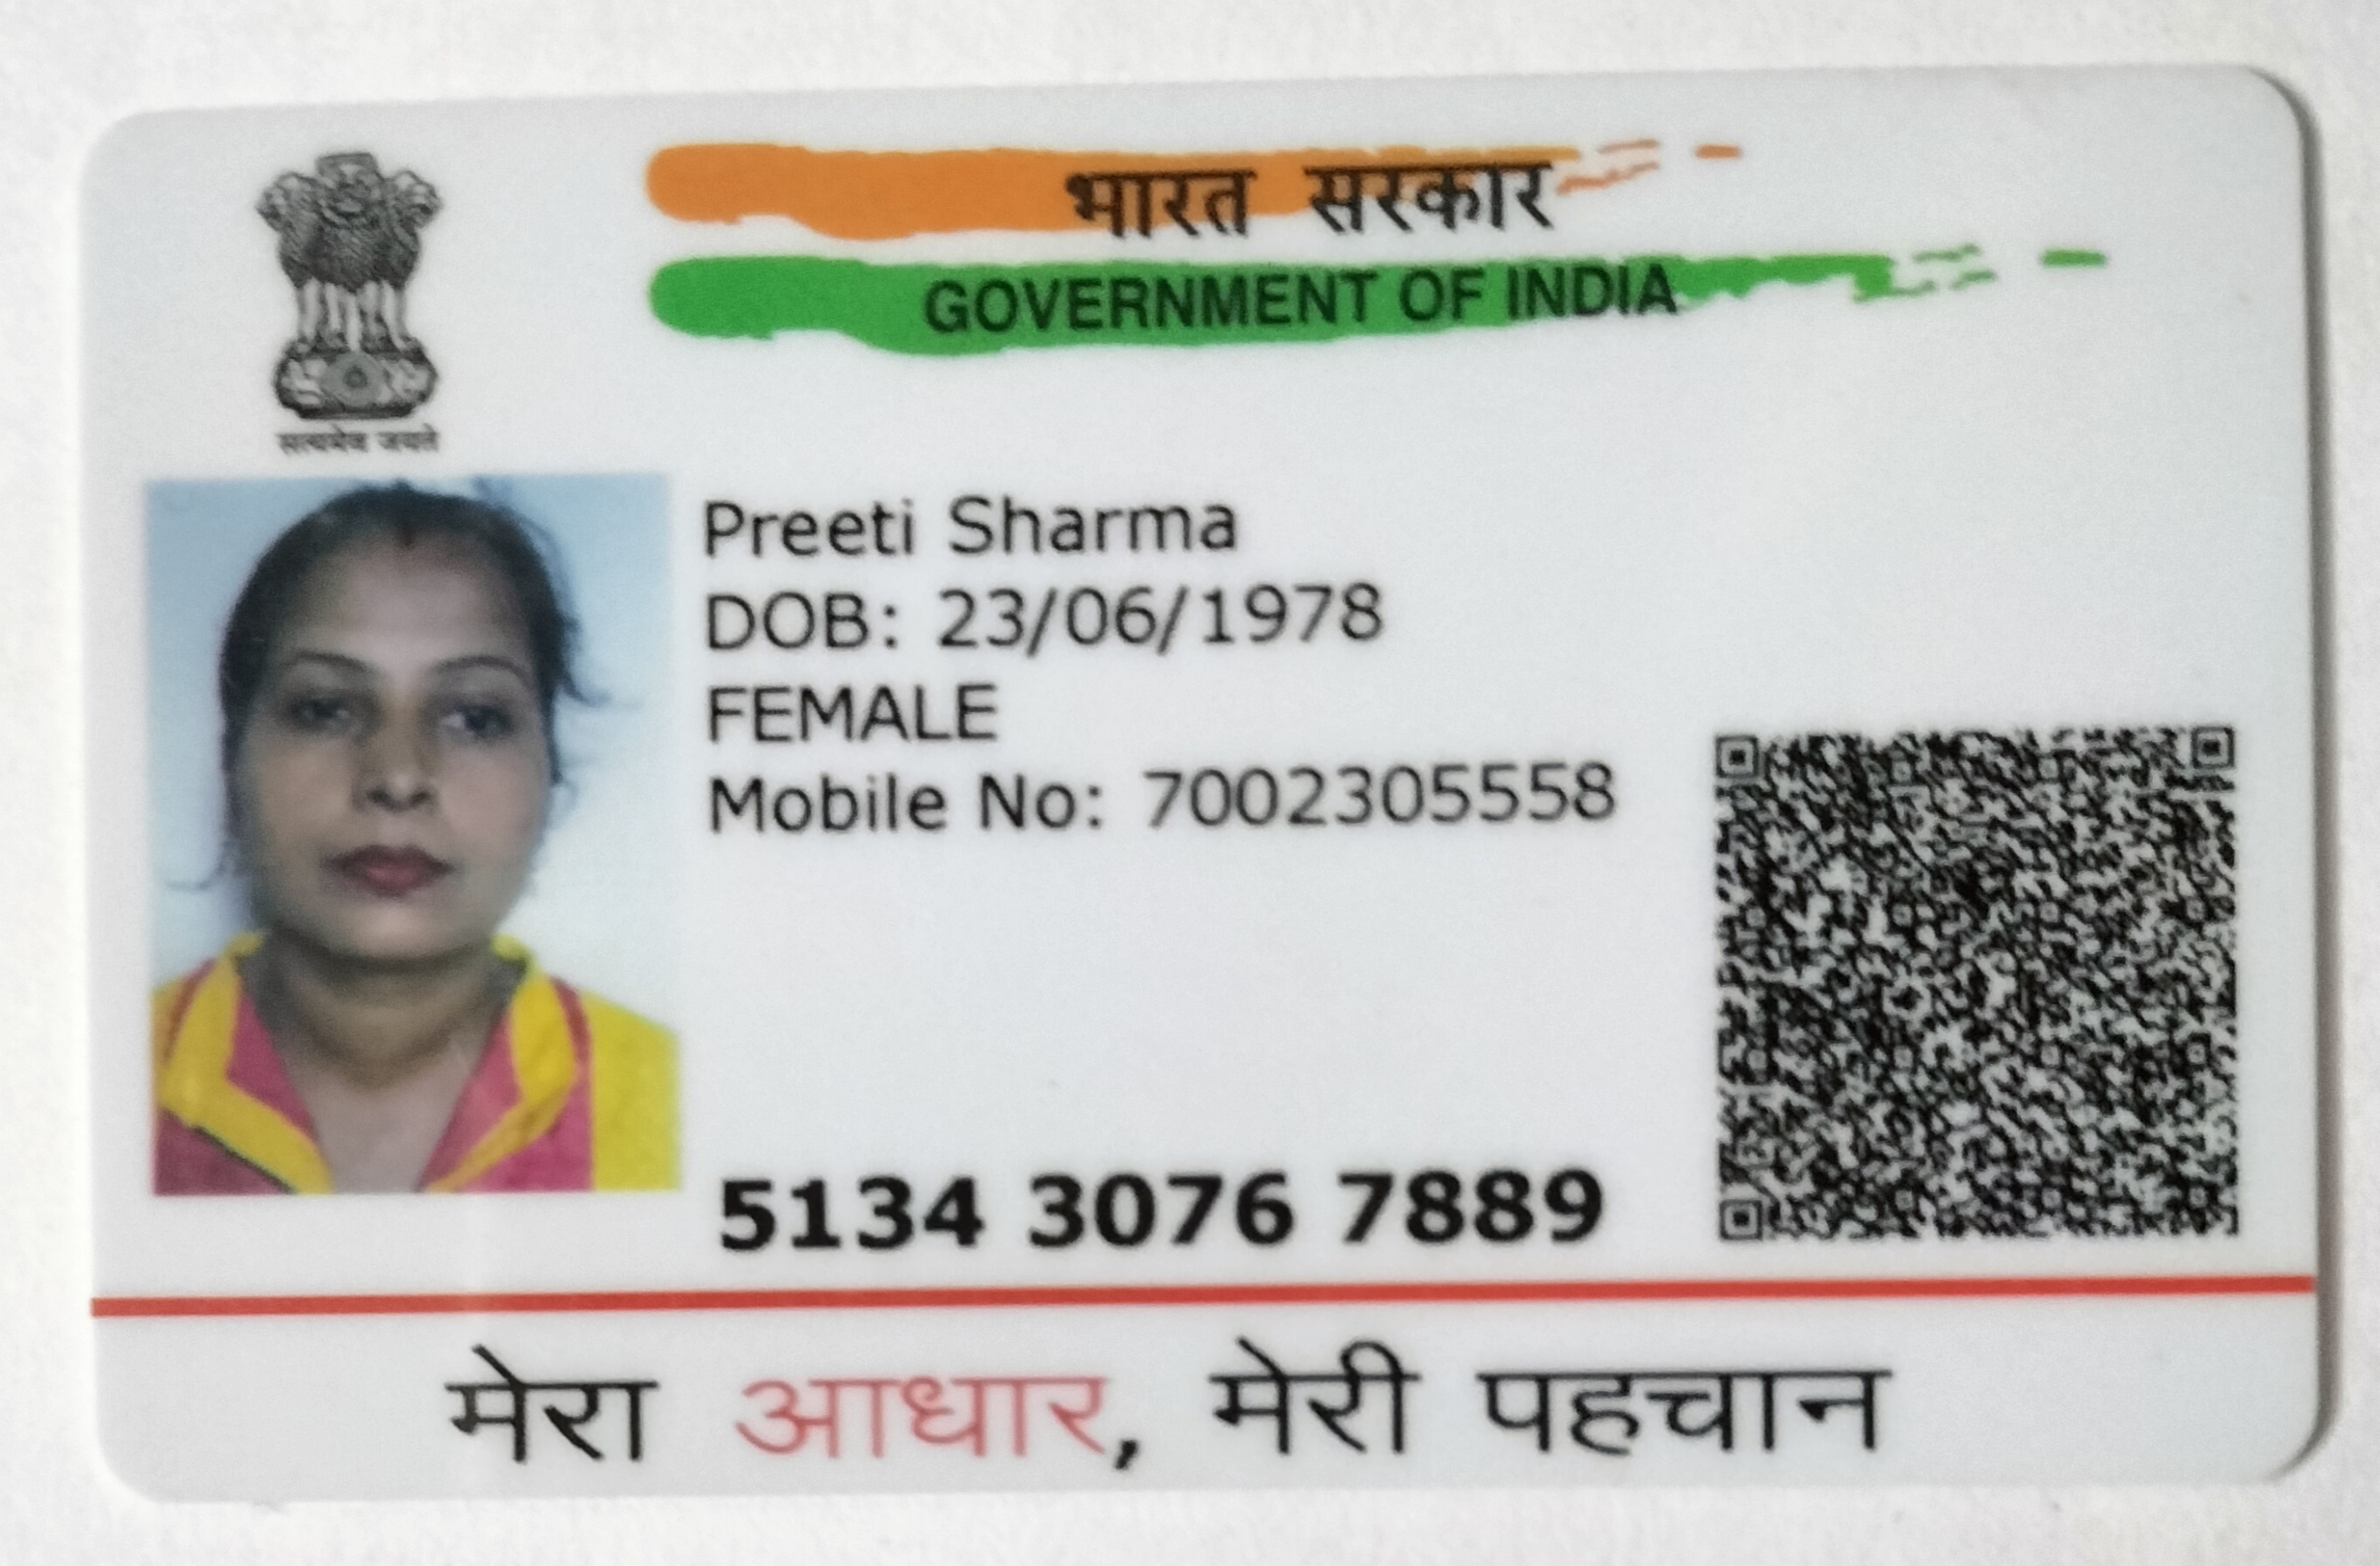 भारत सरकार
GOVERNMENT OF INDIA
सत्यमेव जयते
Preeti Sharma
DOB: 23/06/1978
FEMALE
Mobile No: 7002305558
5134 3076 7889
मेरा आधार, मेरी पहचान